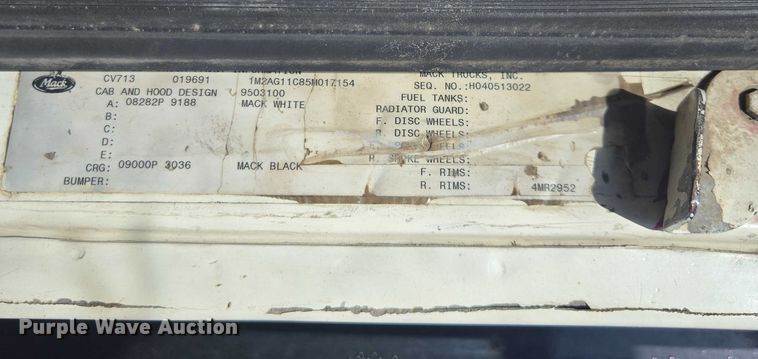 Mack
MACK TRUCKS, INC.
CV713 019691 1M2AG11C85M017154 SEQ. NO.:H040513022
CAB AND HOOD DESIGN 9503100 FUEL TANKS:
A: 08282P 9188 MACK WHITE RADIATOR GUARD:
B: F. DISC WHEELS:
C: R. DISC WHEELS:
D:
E: R. SPOKE WHEELS:
CRG: 09000P 3036 MACK BLACK F. RIMS:
BUMPER: R. RIMS: 4MR2952
Purple Wave Auction